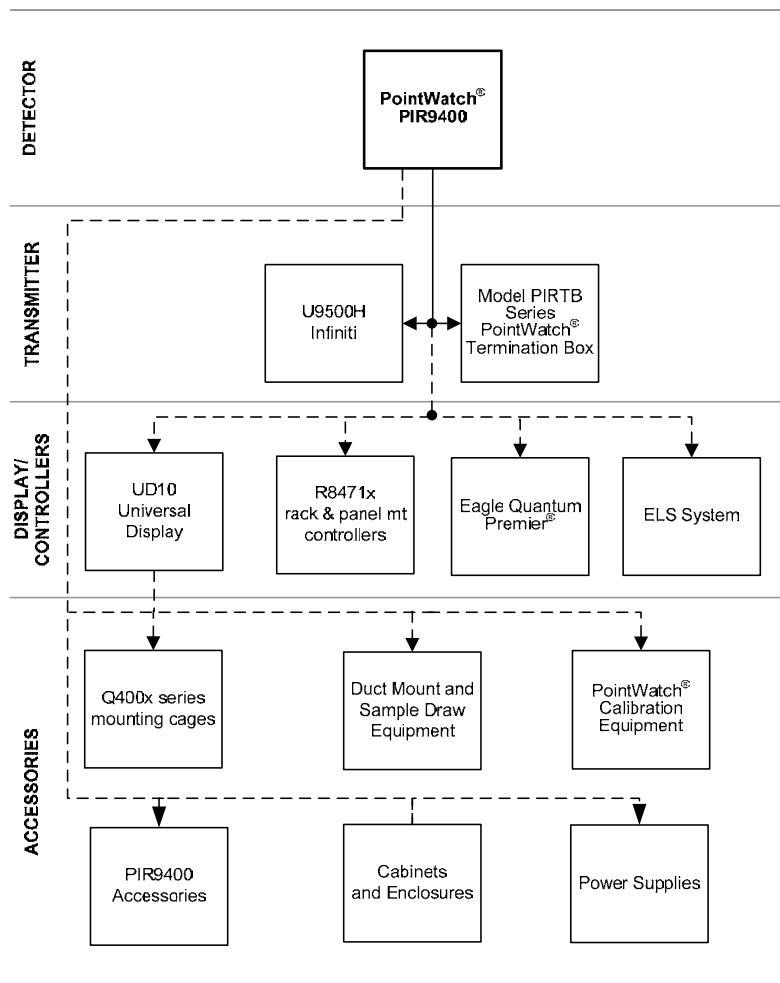 DETECTOR
PointWatch®
PIR9400
TRANSMITTER
U9500H
Infiniti
Model PIRTB
Series
PointWatch®
Termination Box
DISPLAY/
CONTROLLERS
UD10
Universal
Display
R8471x
rack & panel mt
controllers
Eagle Quantum
Premier®
ELS System
ACCESSORIES
Q400x series
mounting cages
Duct Mount and
Sample Draw
Equipment
PointWatch®
Calibration
Equipment
PIR9400
Accessories
Cabinets
and Enclosures
Power Supplies